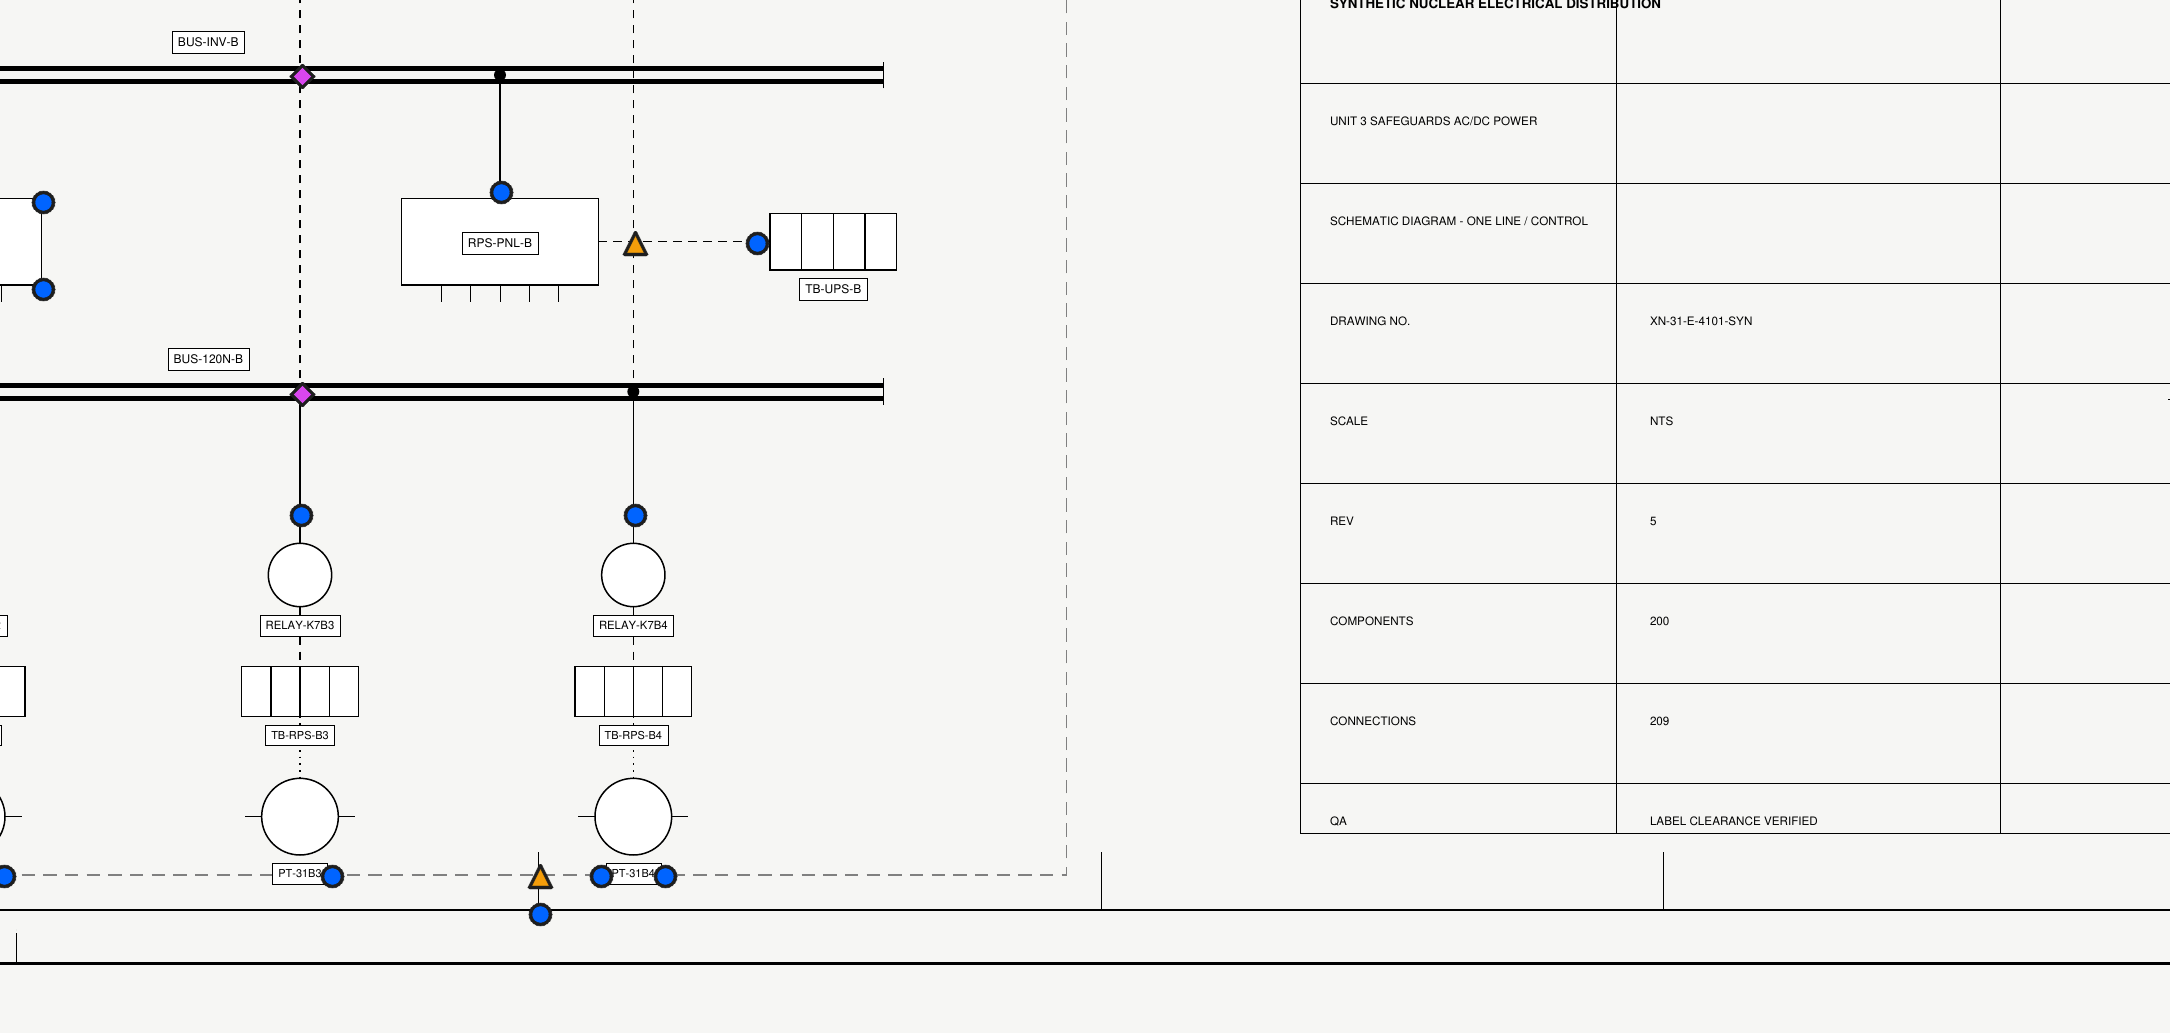 SYNTHETIC NUCLEAR ELECTRICAL DISTRIBUTION
BUS-INV-B
UNIT 3 SAFEGUARDS AC/DC POWER
SCHEMATIC DIAGRAM - ONE LINE / CONTROL
RPS-PNL-B
TB-UPS-B
DRAWING NO. XN-31-E-4101-SYN
BUS-120N-B
SCALE NTS
REV 5
COMPONENTS 200
RELAY-K7B3 RELAY-K7B4
CONNECTIONS 209
TB-RPS-B3 TB-RPS-B4
QA LABEL CLEARANCE VERIFIED
PT-31B3 PT-31B4